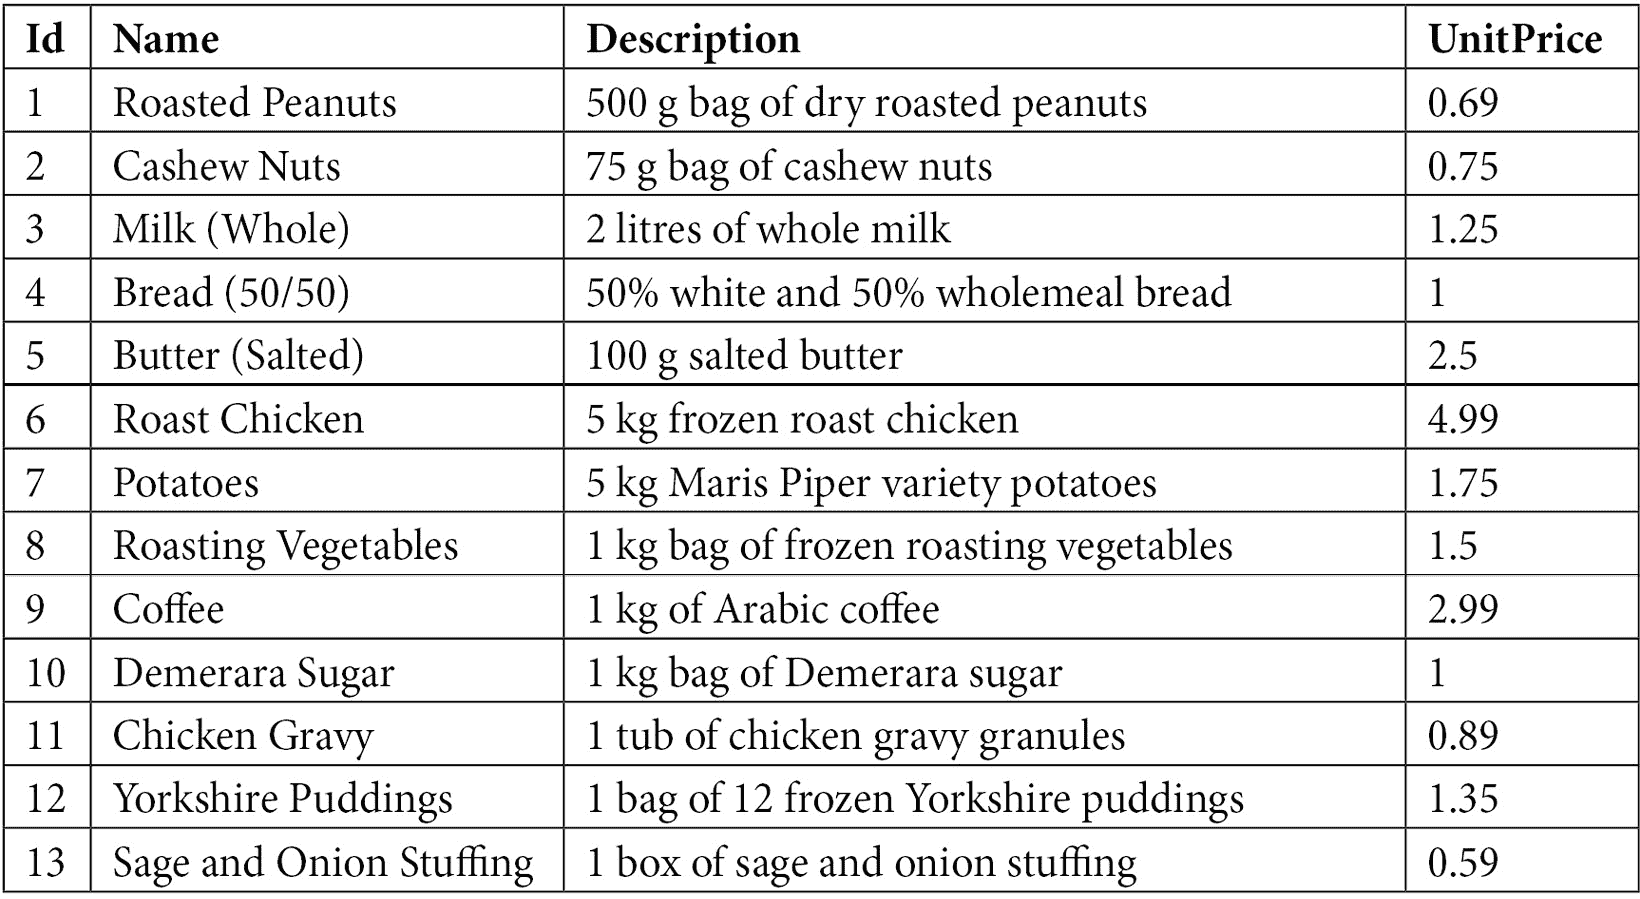 Id Name Description UnitPrice
1 Roasted Peanuts 500 g bag of dry roasted peanuts 0.69
2 Cashew Nuts 75 g bag of cashew nuts 0.75
3 Milk (Whole) 2 litres of whole milk 1.25
4 Bread (50/50) 50% white and 50% wholemeal bread 1
5 Butter (Salted) 100 g salted butter 2.5
6 Roast Chicken 5 kg frozen roast chicken 4.99
7 Potatoes 5 kg Maris Piper variety potatoes 1.75
8 Roasting Vegetables 1 kg bag of frozen roasting vegetables 1.5
9 Coffee 1 kg of Arabic coffee 2.99
10 Demerara Sugar 1 kg bag of Demerara sugar 1
11 Chicken Gravy 1 tub of chicken gravy granules 0.89
12 Yorkshire Puddings 1 bag of 12 frozen Yorkshire puddings 1.35
13 Sage and Onion Stuffing 1 box of sage and onion stuffing 0.59